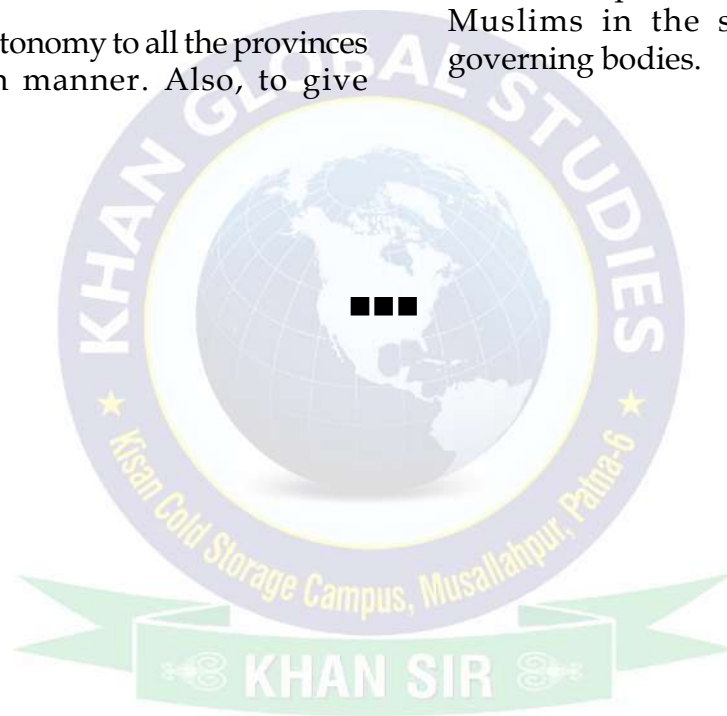 tonomy to all the provinces
n manner. Also, to give
Muslims in the s
governing bodies.
KHAN GLOBAL STUDIES
Kisan Cold Storage Campus, Musallahpur, Patna-6
KHAN SIR